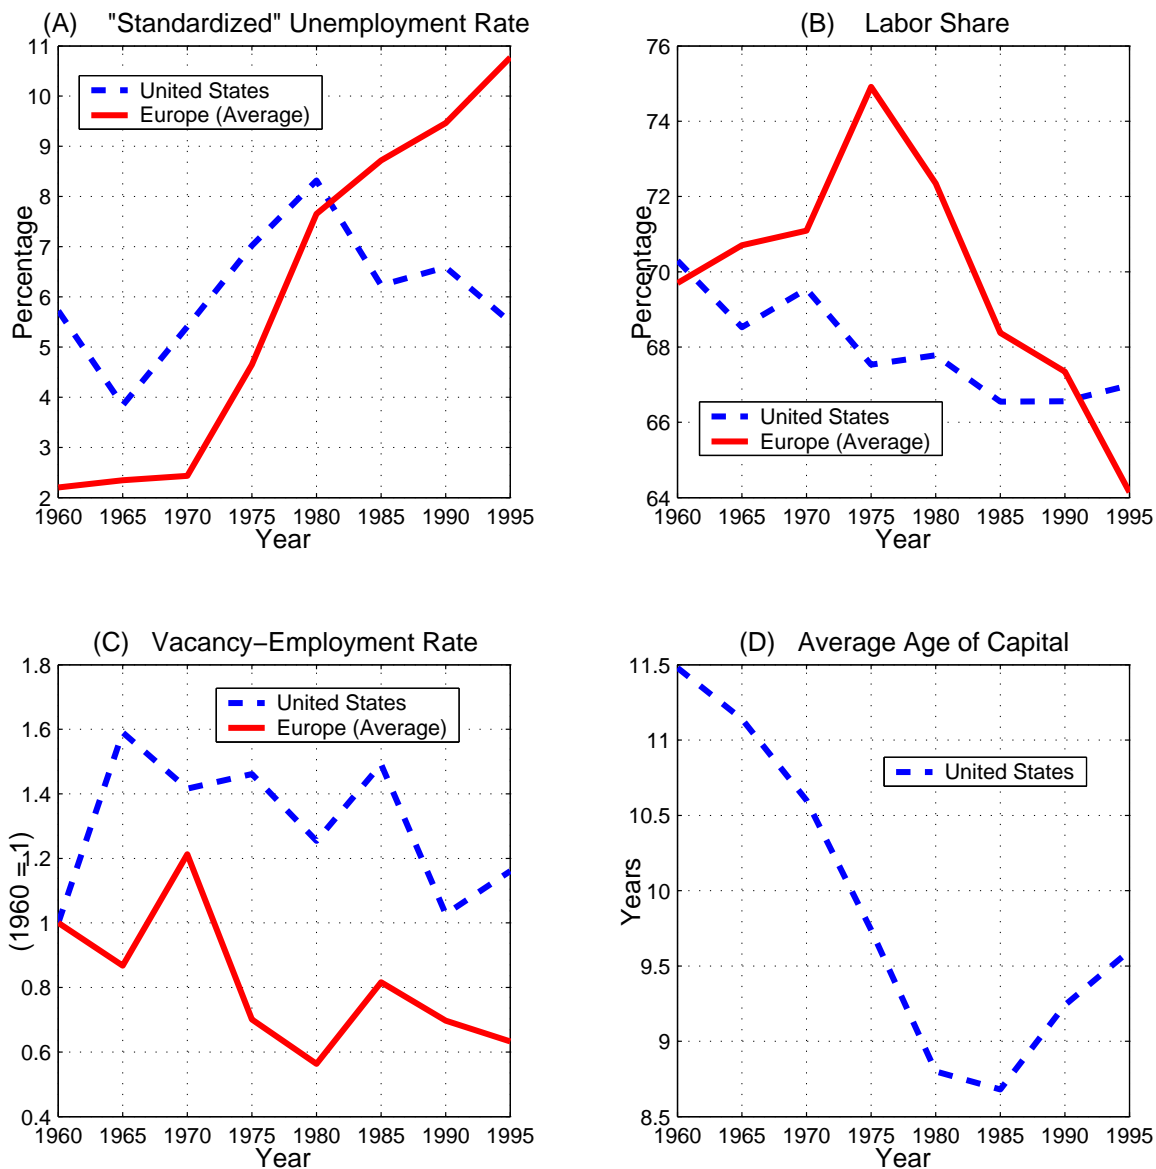 (A) "Standardized" Unemployment Rate
11
10
9
8
7
6
5
4
3
2
Percentage
United States
Europe (Average)
1960 1965 1970 1975 1980 1985 1990 1995
Year
(B) Labor Share
76
74
72
70
68
66
64
Percentage
United States
Europe (Average)
1960 1965 1970 1975 1980 1985 1990 1995
Year
(C) Vacancy−Employment Rate
1.8
1.6
1.4
1.2
1
0.8
0.6
0.4
(1960 = 1)
United States
Europe (Average)
1960 1965 1970 1975 1980 1985 1990 1995
Year
(D) Average Age of Capital
11.5
11
10.5
10
9.5
9
8.5
Years
United States
1960 1965 1970 1975 1980 1985 1990 1995
Year